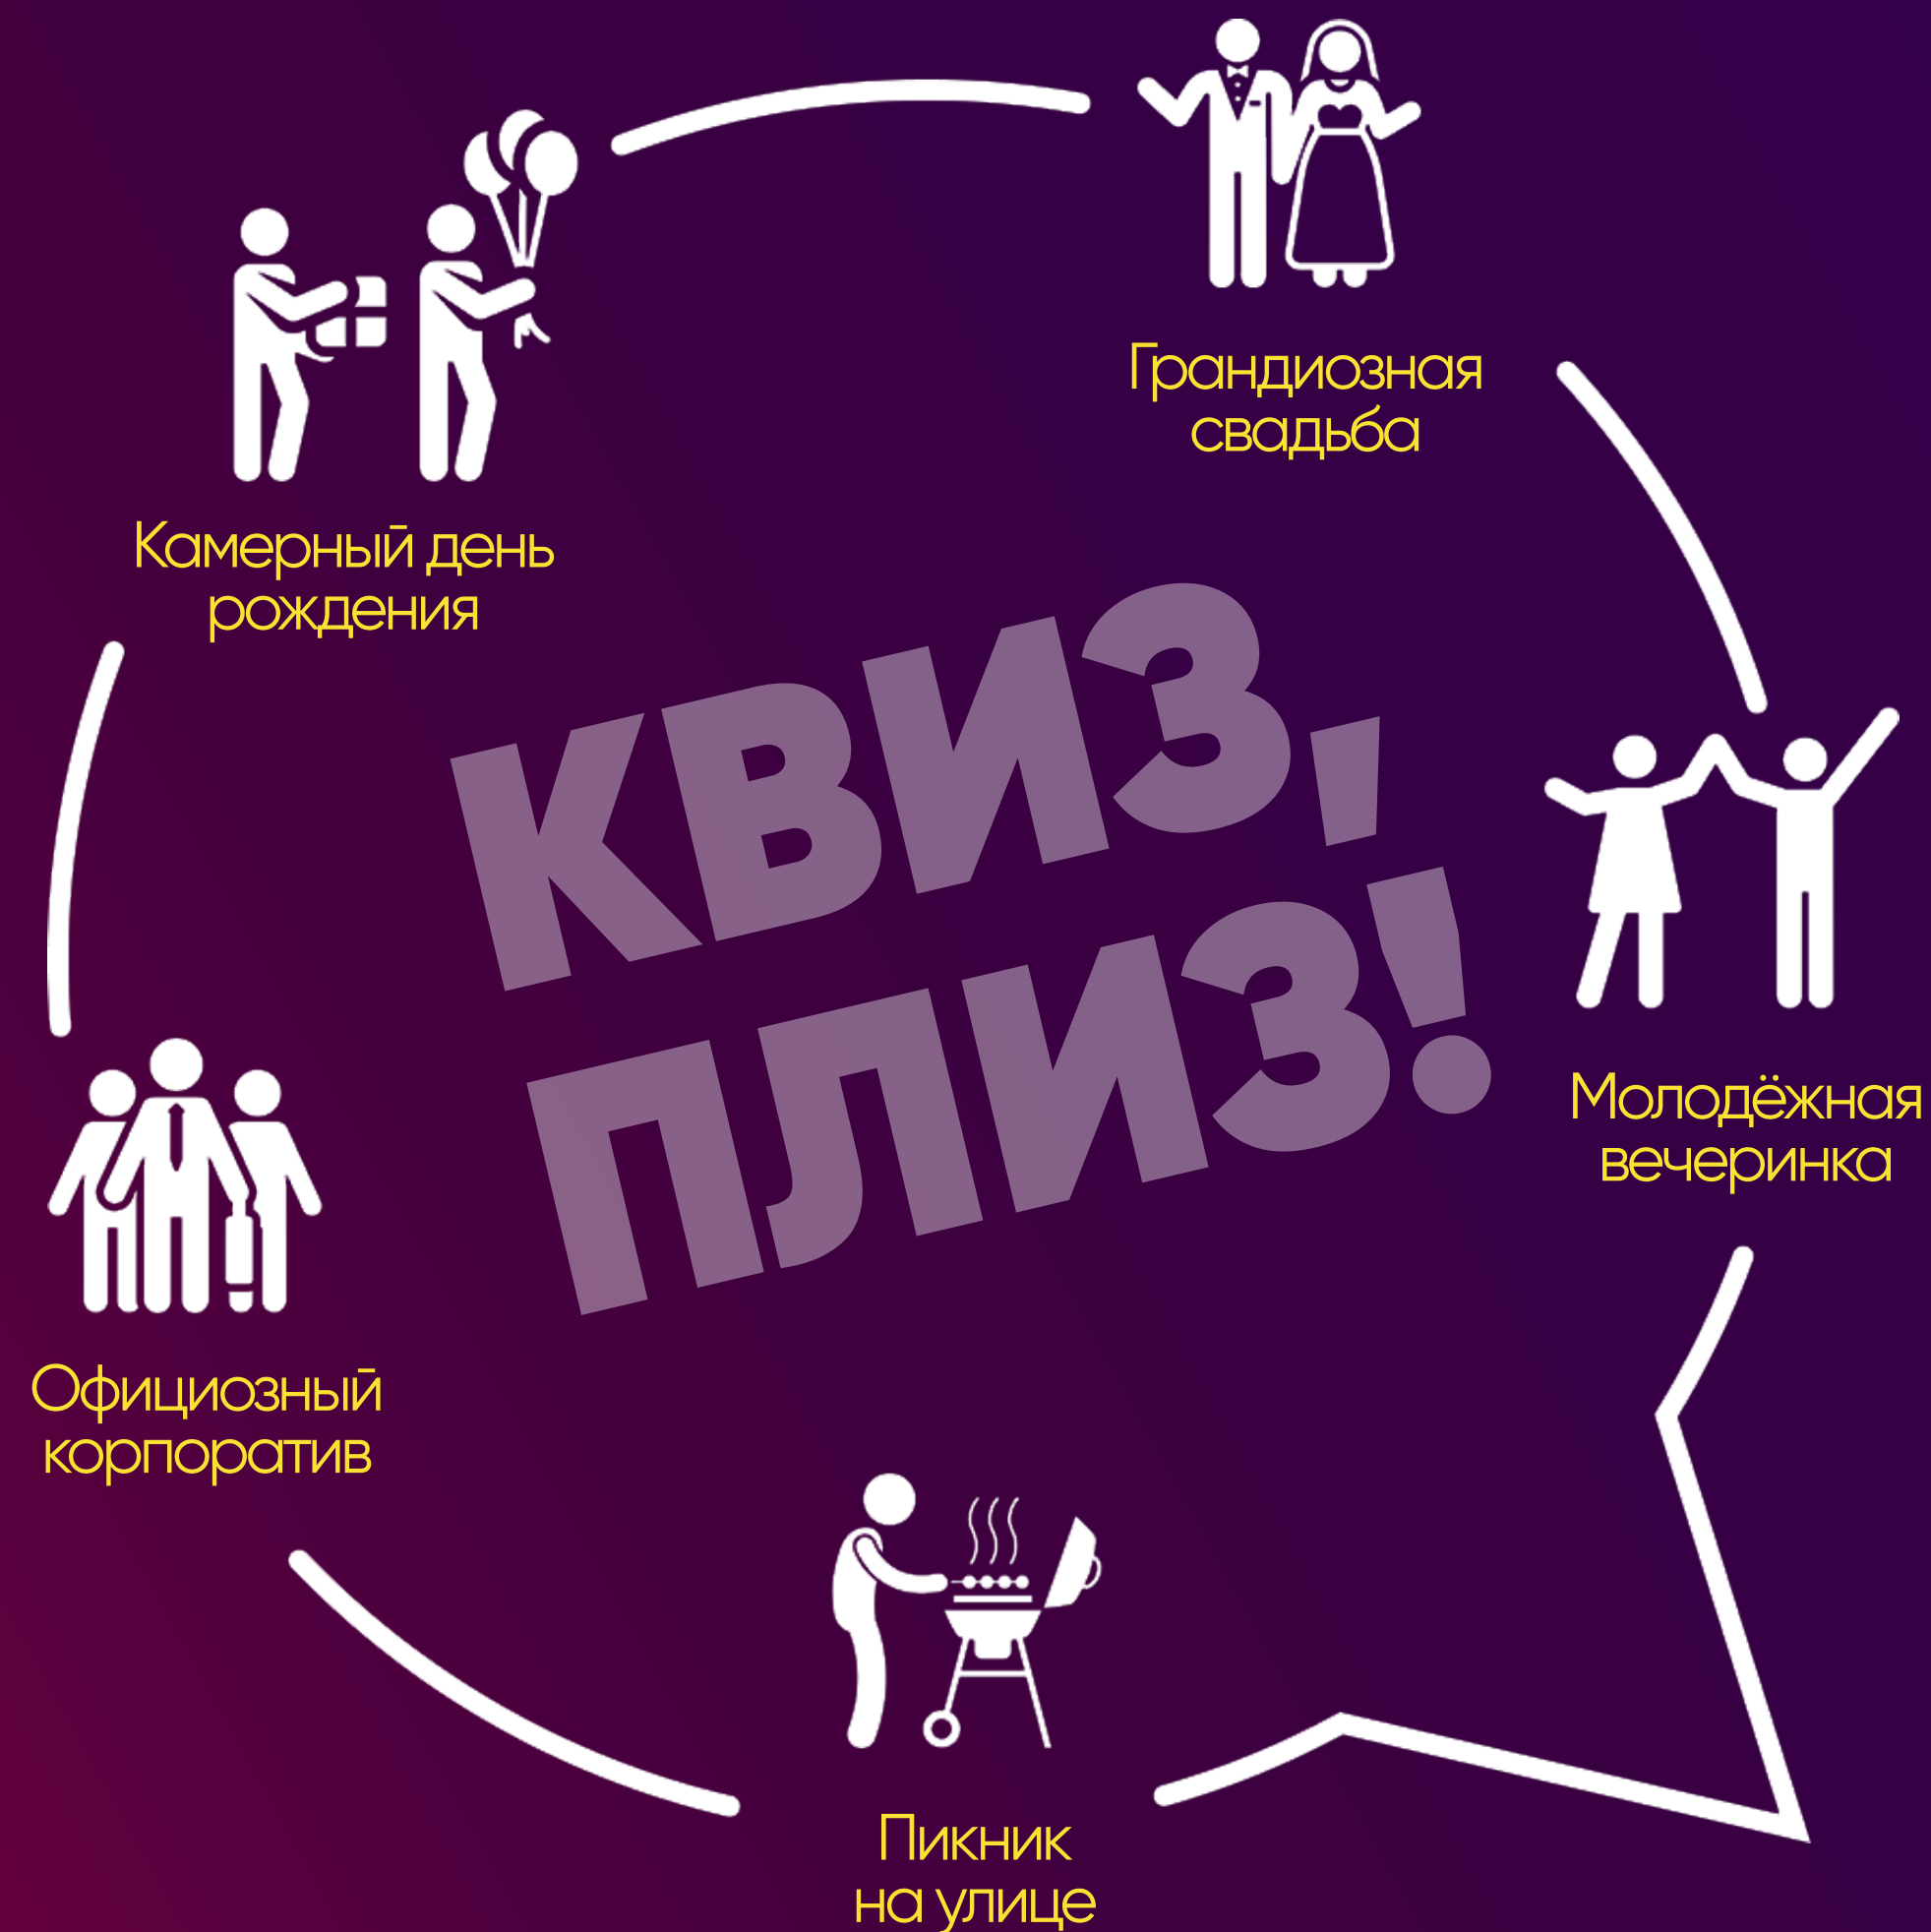 Грандиозная
свадьба
Камерный день
рождения
КВИЗ,
ПЛИЗ!
Молодёжная
вечеринка
Официозный
корпоратив
Пикник
на улице